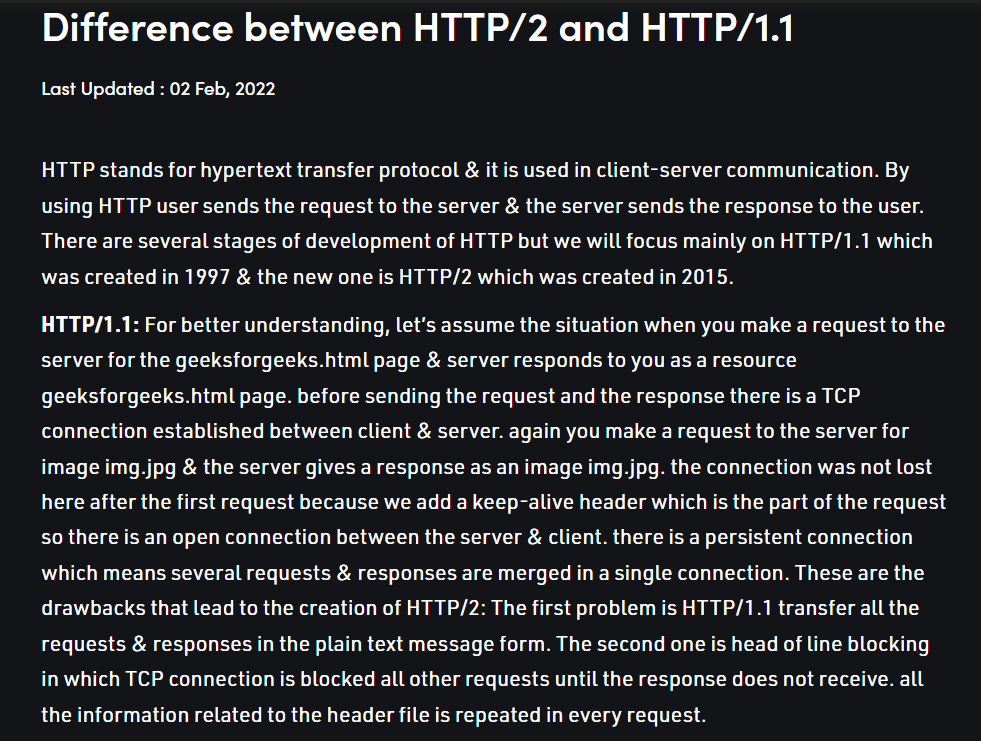 Difference between HTTP/2 and HTTP/1.1
Last Updated : 02 Feb, 2022
HTTP stands for hypertext transfer protocol & it is used in client-server communication. By
using HTTP user sends the request to the server & the server sends the response to the user.
There are several stages of development of HTTP but we will focus mainly on HTTP/1.1 which
was created in 1997 & the new one is HTTP/2 which was created in 2015.
HTTP/1.1: For better understanding, let’s assume the situation when you make a request to the
server for the geeksforgeeks.html page & server responds to you as a resource
geeksforgeeks.html page. before sending the request and the response there is a TCP
connection established between client & server. again you make a request to the server for
image img.jpg & the server gives a response as an image img.jpg. the connection was not lost
here after the first request because we add a keep-alive header which is the part of the request
so there is an open connection between the server & client. there is a persistent connection
which means several requests & responses are merged in a single connection. These are the
drawbacks that lead to the creation of HTTP/2: The first problem is HTTP/1.1 transfer all the
requests & responses in the plain text message form. The second one is head of line blocking
in which TCP connection is blocked all other requests until the response does not receive. all
the information related to the header file is repeated in every request.